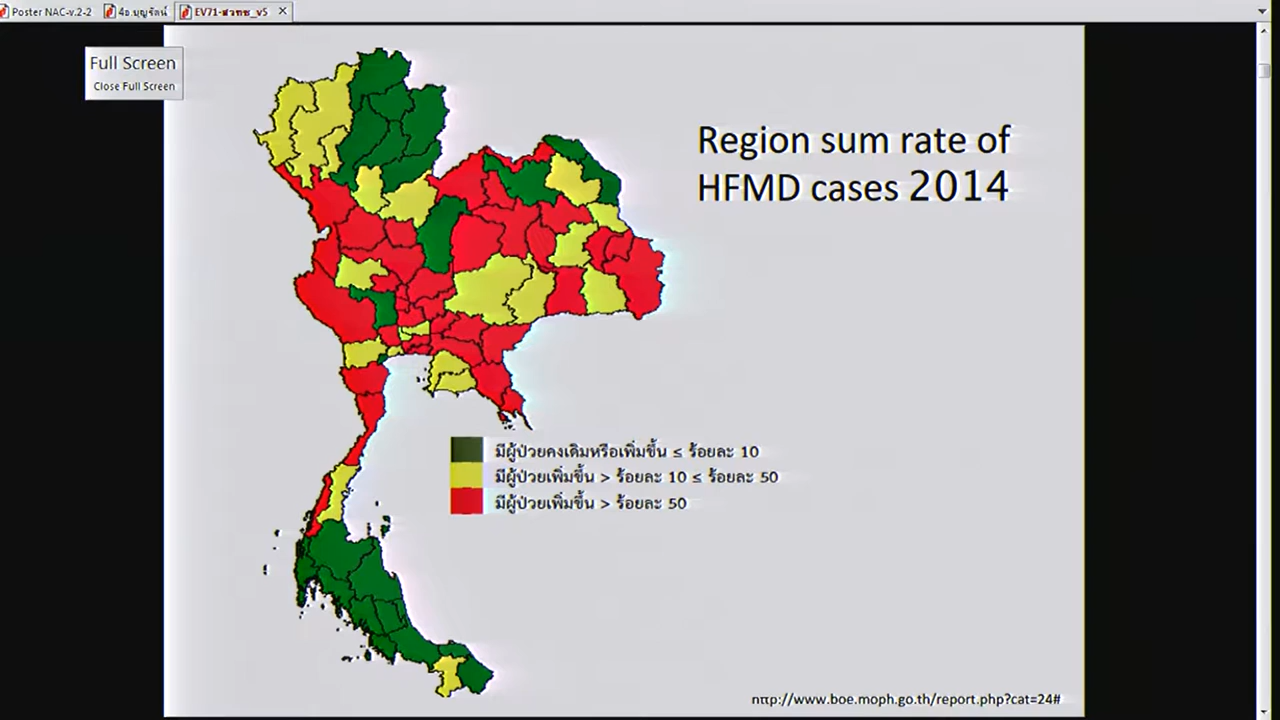 Poster NAC-v.2-2
4อ.บุญรัตน์
EV71-สวทช_v5
Full Screen
Close Full Screen
Region sum rate of
HFMD cases 2014
มีผู้ป่วยคงเดิมหรือเพิ่มขึ้น ≤ ร้อยละ 10
มีผู้ป่วยเพิ่มขึ้น > ร้อยละ 10 ≤ ร้อยละ 50
มีผู้ป่วยเพิ่มขึ้น > ร้อยละ 50
http://www.boe.moph.go.th/report.php?cat=24#